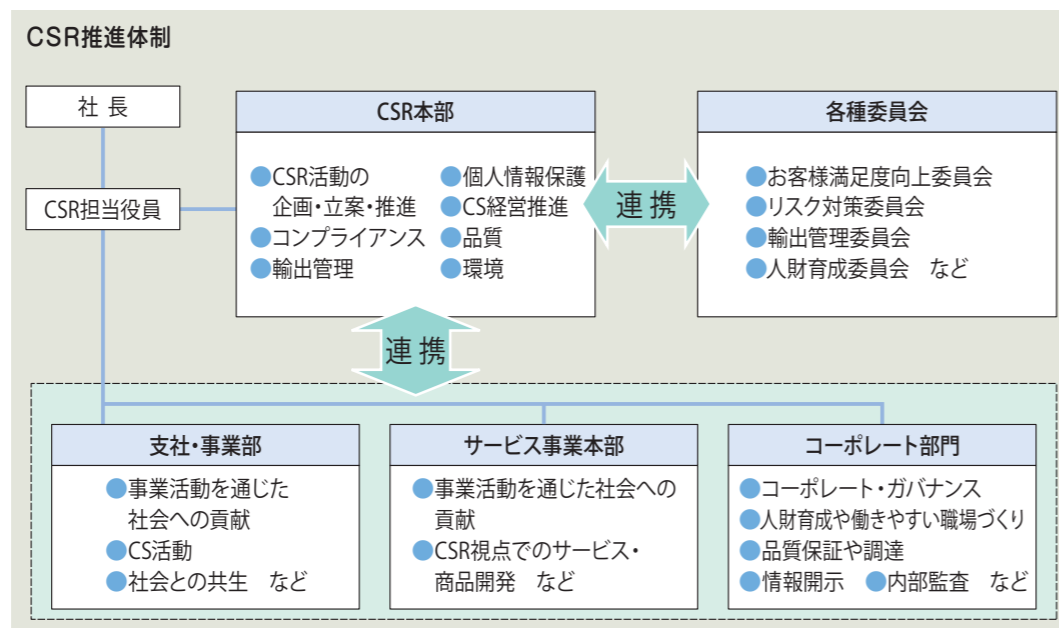 CSR推進体制
社 長
CSR担当役員
CSR本部
●CSR活動の
企画・立案・推進
●コンプライアンス
●輸出管理
●個人情報保護
●CS経営推進
●品質
●環境
連 携
各種委員会
●お客様満足度向上委員会
●リスク対策委員会
●輸出管理委員会
●人財育成委員会　など
連 携
支社・事業部
●事業活動を通じた
社会への貢献
●CS活動
●社会との共生　など
サービス事業本部
●事業活動を通じた社会への
貢献
●CSR視点でのサービス・
商品開発　など
コーポレート部門
●コーポレート・ガバナンス
●人財育成や働きやすい職場づくり
●品質保証や調達
●情報開示　●内部監査　など